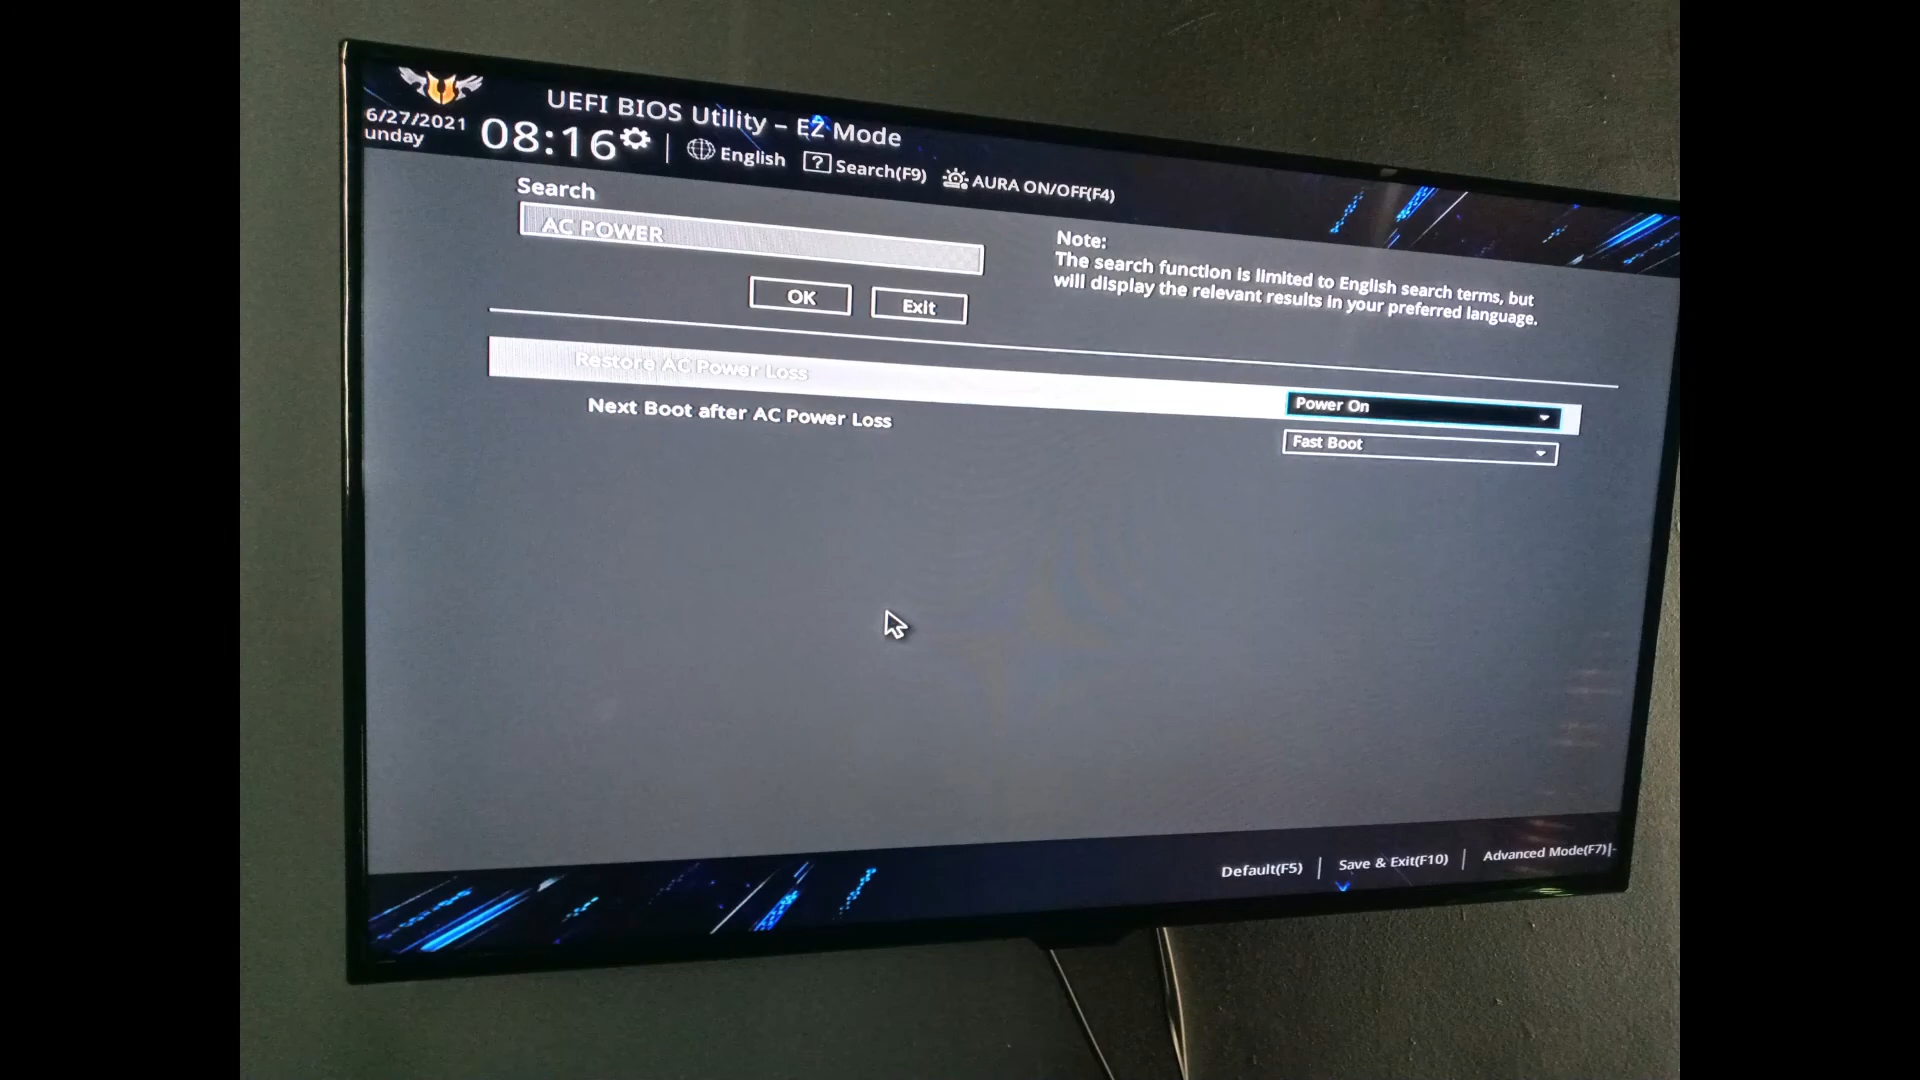 UEFI BIOS Utility – EZ Mode
6/27/2021
unday
08:16
English
Search(F9)
AURA ON/OFF(F4)
Search
AC POWER
OK
Exit
Note:
The search function is limited to English search terms, but
will display the relevant results in your preferred language.
Restore AC Power Loss
Power On
Next Boot after AC Power Loss
Fast Boot
Default(F5)
Save & Exit(F10)
Advanced Mode(F7)